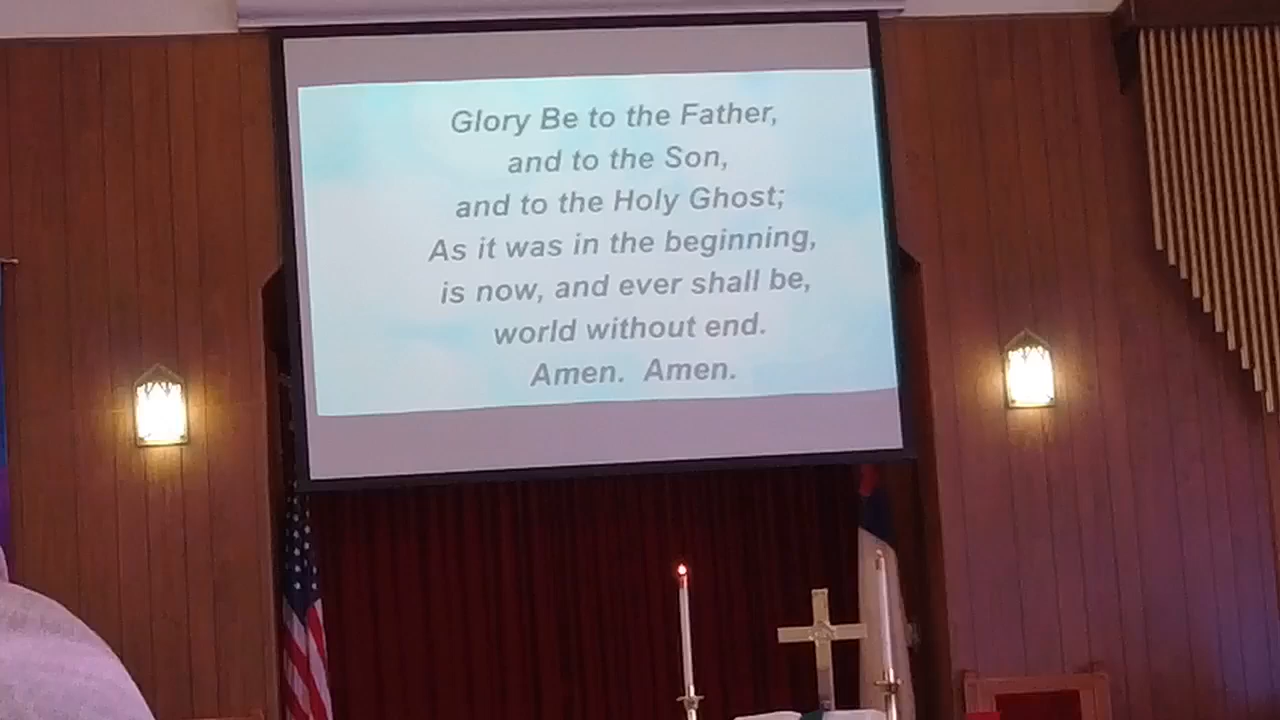 Glory Be to the Father,
and to the Son,
and to the Holy Ghost;
As it was in the beginning,
is now, and ever shall be,
world without end.
Amen. Amen.